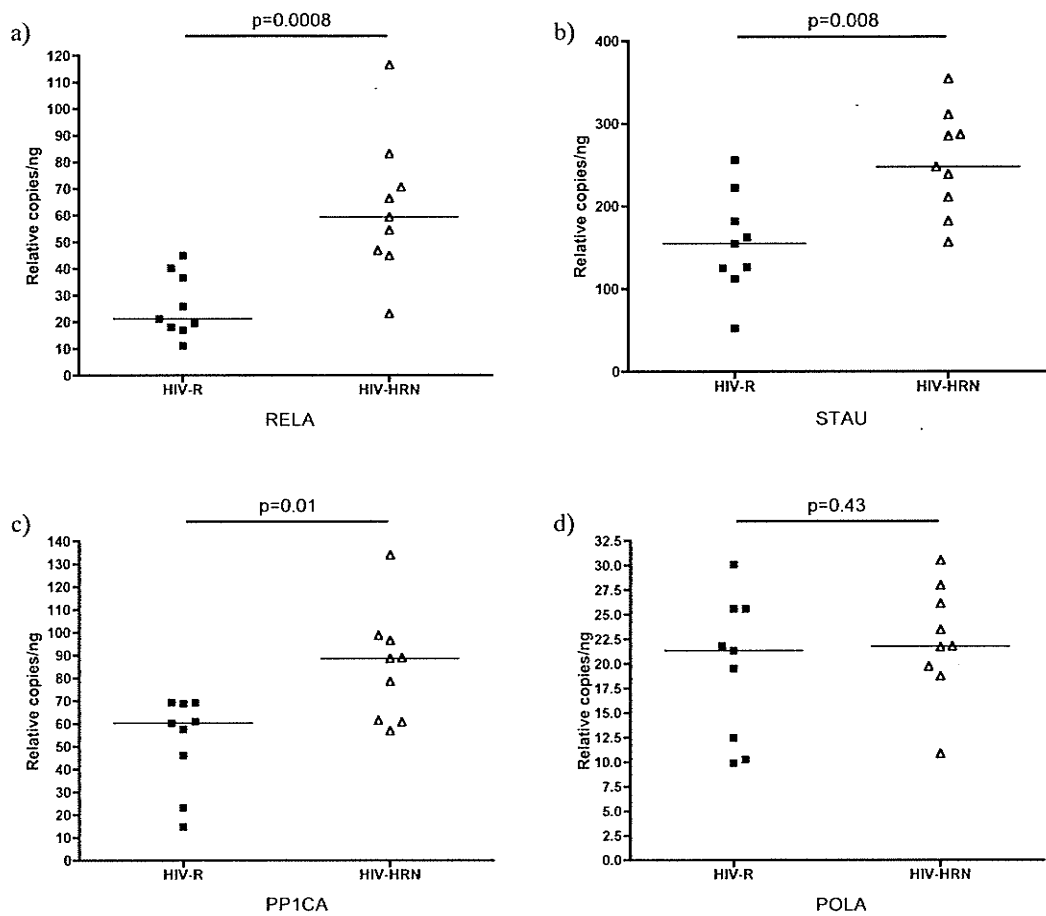 a)
p=0.0008
Relative copies/ng
120
110
100
90
80
70
60
50
40
30
20
10
0
HIV-R HIV-HRN
RELA
b)
p=0.008
Relative copies/ng
400
300
200
100
0
HIV-R HIV-HRN
STAU
c)
p=0.01
Relative copies/ng
140
130
120
110
100
90
80
70
60
50
40
30
20
10
0
HIV-R HIV-HRN
PP1CA
d)
p=0.43
Relative copies/ng
32.5
30.0
27.5
25.0
22.5
20.0
17.5
15.0
12.5
10.0
7.5
5.0
2.5
0.0
HIV-R HIV-HRN
POLA